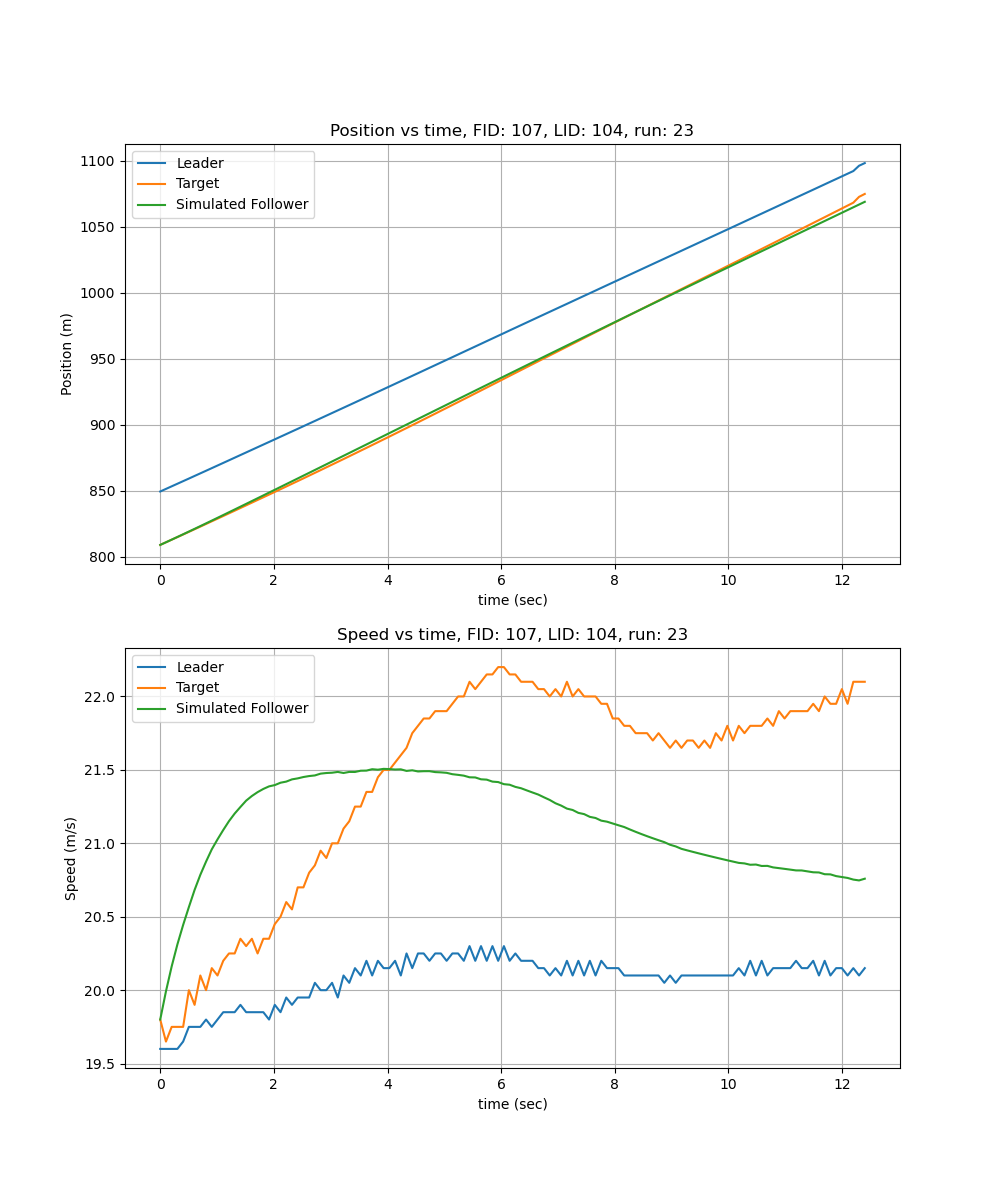 Position vs time, FID: 107, LID: 104, run: 23
Leader
Target
Simulated Follower
1100
1050
1000
950
900
850
800
Position (m)
0 2 4 6 8 10 12
time (sec)
Speed vs time, FID: 107, LID: 104, run: 23
Leader
Target
Simulated Follower
22.0
21.5
21.0
20.5
20.0
19.5
Speed (m/s)
0 2 4 6 8 10 12
time (sec)